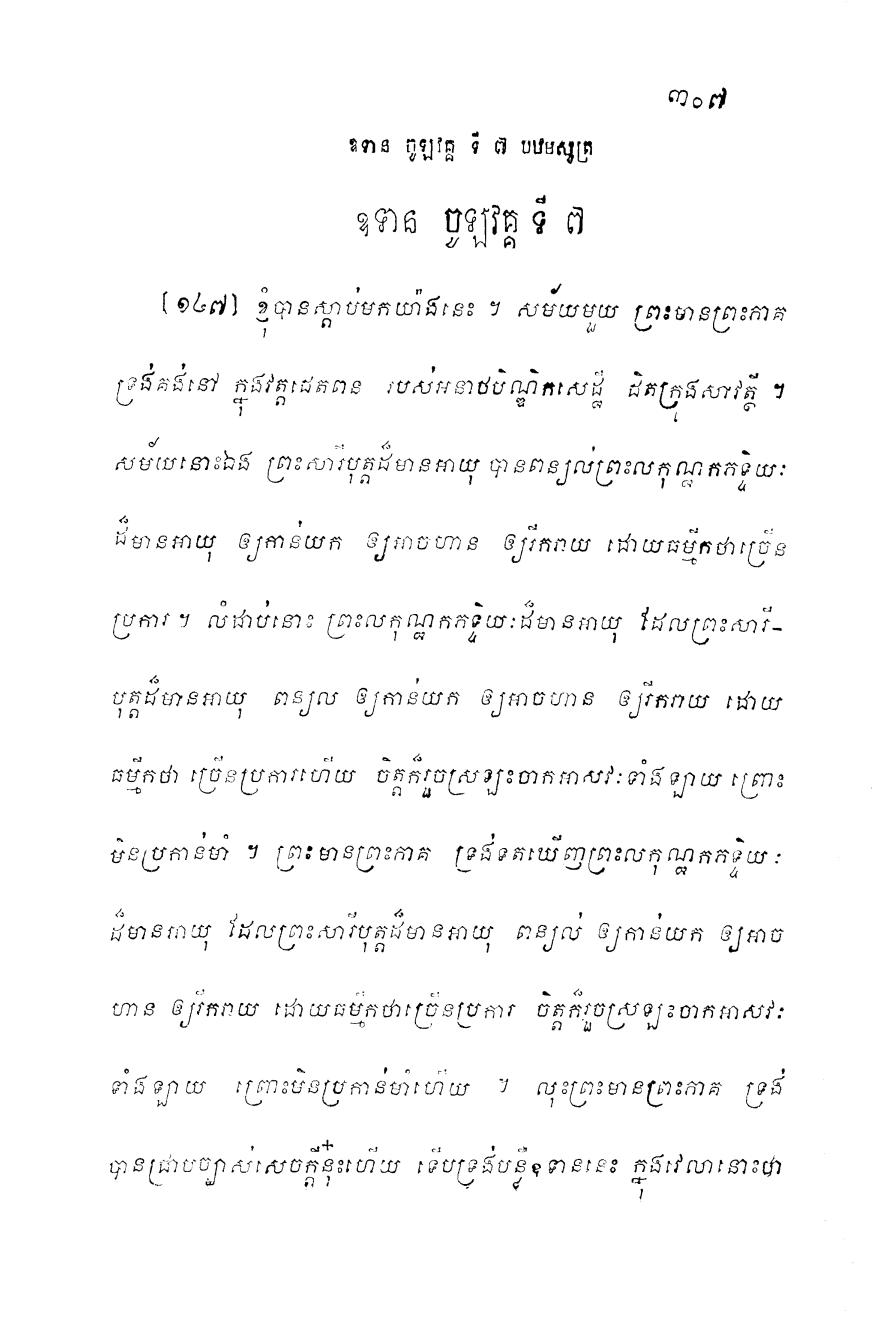 ៣០៧
ឧទាន ចូឡវគ្គ ទី ៧ បឋមសូត្រ
ឧទាន ចូឡវគ្គ ទី ៧
[១៤៧] ខ្ញុំបានស្តាប់មកយ៉ាងនេះ ។ សម័យមួយ ព្រះមានព្រះភាគ
ទ្រង់គង់នៅ ក្នុងវត្តជេតពន របស់អនាថបិណ្ឌិកសេដ្ឋី ជិតក្រុងសាវត្ថី ។
សម័យនោះឯង ព្រះសារីបុត្តដ៏មានអាយុ បានពន្យល់ព្រះលកុណ្ឋកភទ្ទិយៈ
ដ៏មានអាយុ ឲ្យកាន់យក ឲ្យអាចហាន ឲ្យរីករាយ ដោយធម្មីកថាច្រើន
ប្រការ ។ លំដាប់នោះ ព្រះលកុណ្ឋកភទ្ទិយៈដ៏មានអាយុ ដែលព្រះសារី-
បុត្តដ៏មានអាយុ ពន្យល ឲ្យកាន់យក ឲ្យអាចហាន ឲ្យរីករាយ ដោយ
ធម្មីកថា ច្រើនប្រការហើយ ចិត្តក៏រួចស្រឡះចាកអាសវៈទាំងឡាយ ព្រោះ
មិនប្រកាន់មាំ ។ ព្រះមានព្រះភាគ ទ្រង់ទតឃើញព្រះលកុណ្ឋកភទ្ទិយៈ
ដ៏មានអាយុ ដែលព្រះសារីបុត្តដ៏មានអាយុ ពន្យល់ ឲ្យកាន់យក ឲ្យអាច
ហាន ឲ្យរីករាយ ដោយធម្មីកថាច្រើនប្រការ ចិត្តក៏រួចស្រឡះចាកអាសវៈ
ទាំងឡាយ ព្រោះមិនប្រកាន់មាំហើយ ។ លុះព្រះមានព្រះភាគ ទ្រង់
បានជ្រាបច្បាស់សេចក្តីនុ៎ះហើយ ទើបទ្រង់បន្លឺឧទាននេះ ក្នុងវេលានោះថា